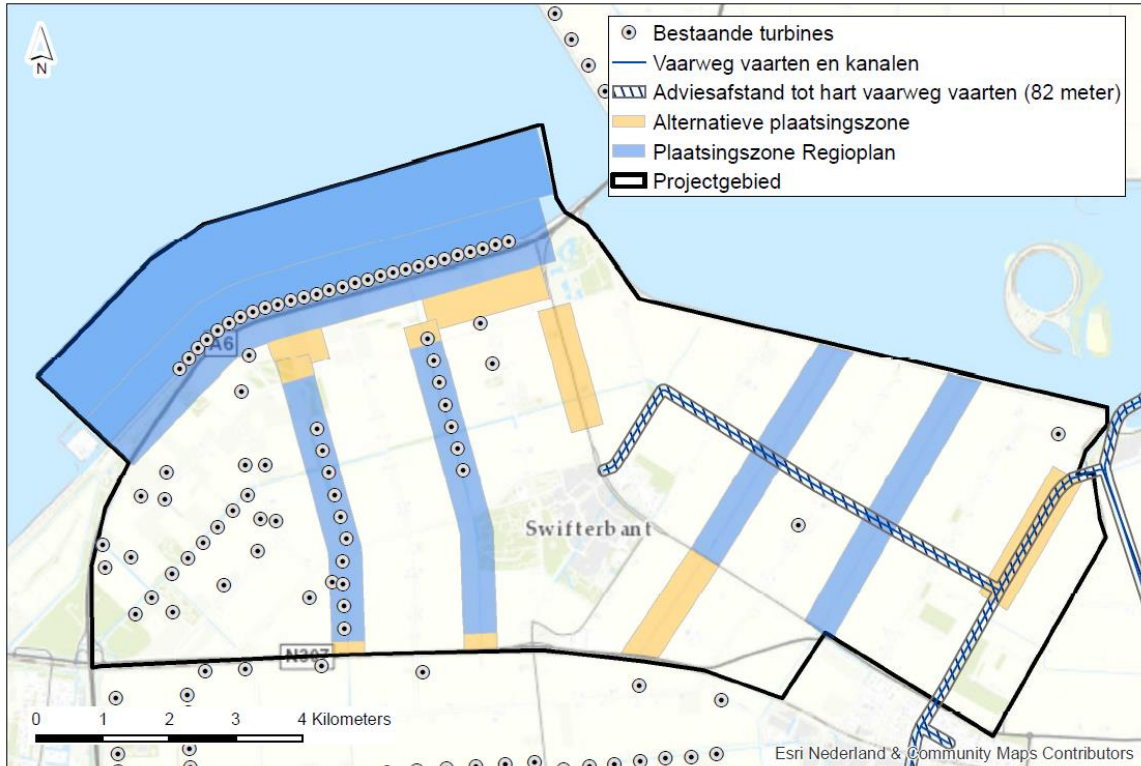 N
Bestaande turbines
Vaarweg vaarten en kanalen
Adviesafstand tot hart vaarweg vaarten (82 meter)
Alternatieve plaatsingszone
Plaatsingszone Regioplan
Projectgebied
A6
Swifterbant
N307
0 1 2 3 4 Kilometers
Esri Nederland & Community Maps Contributors